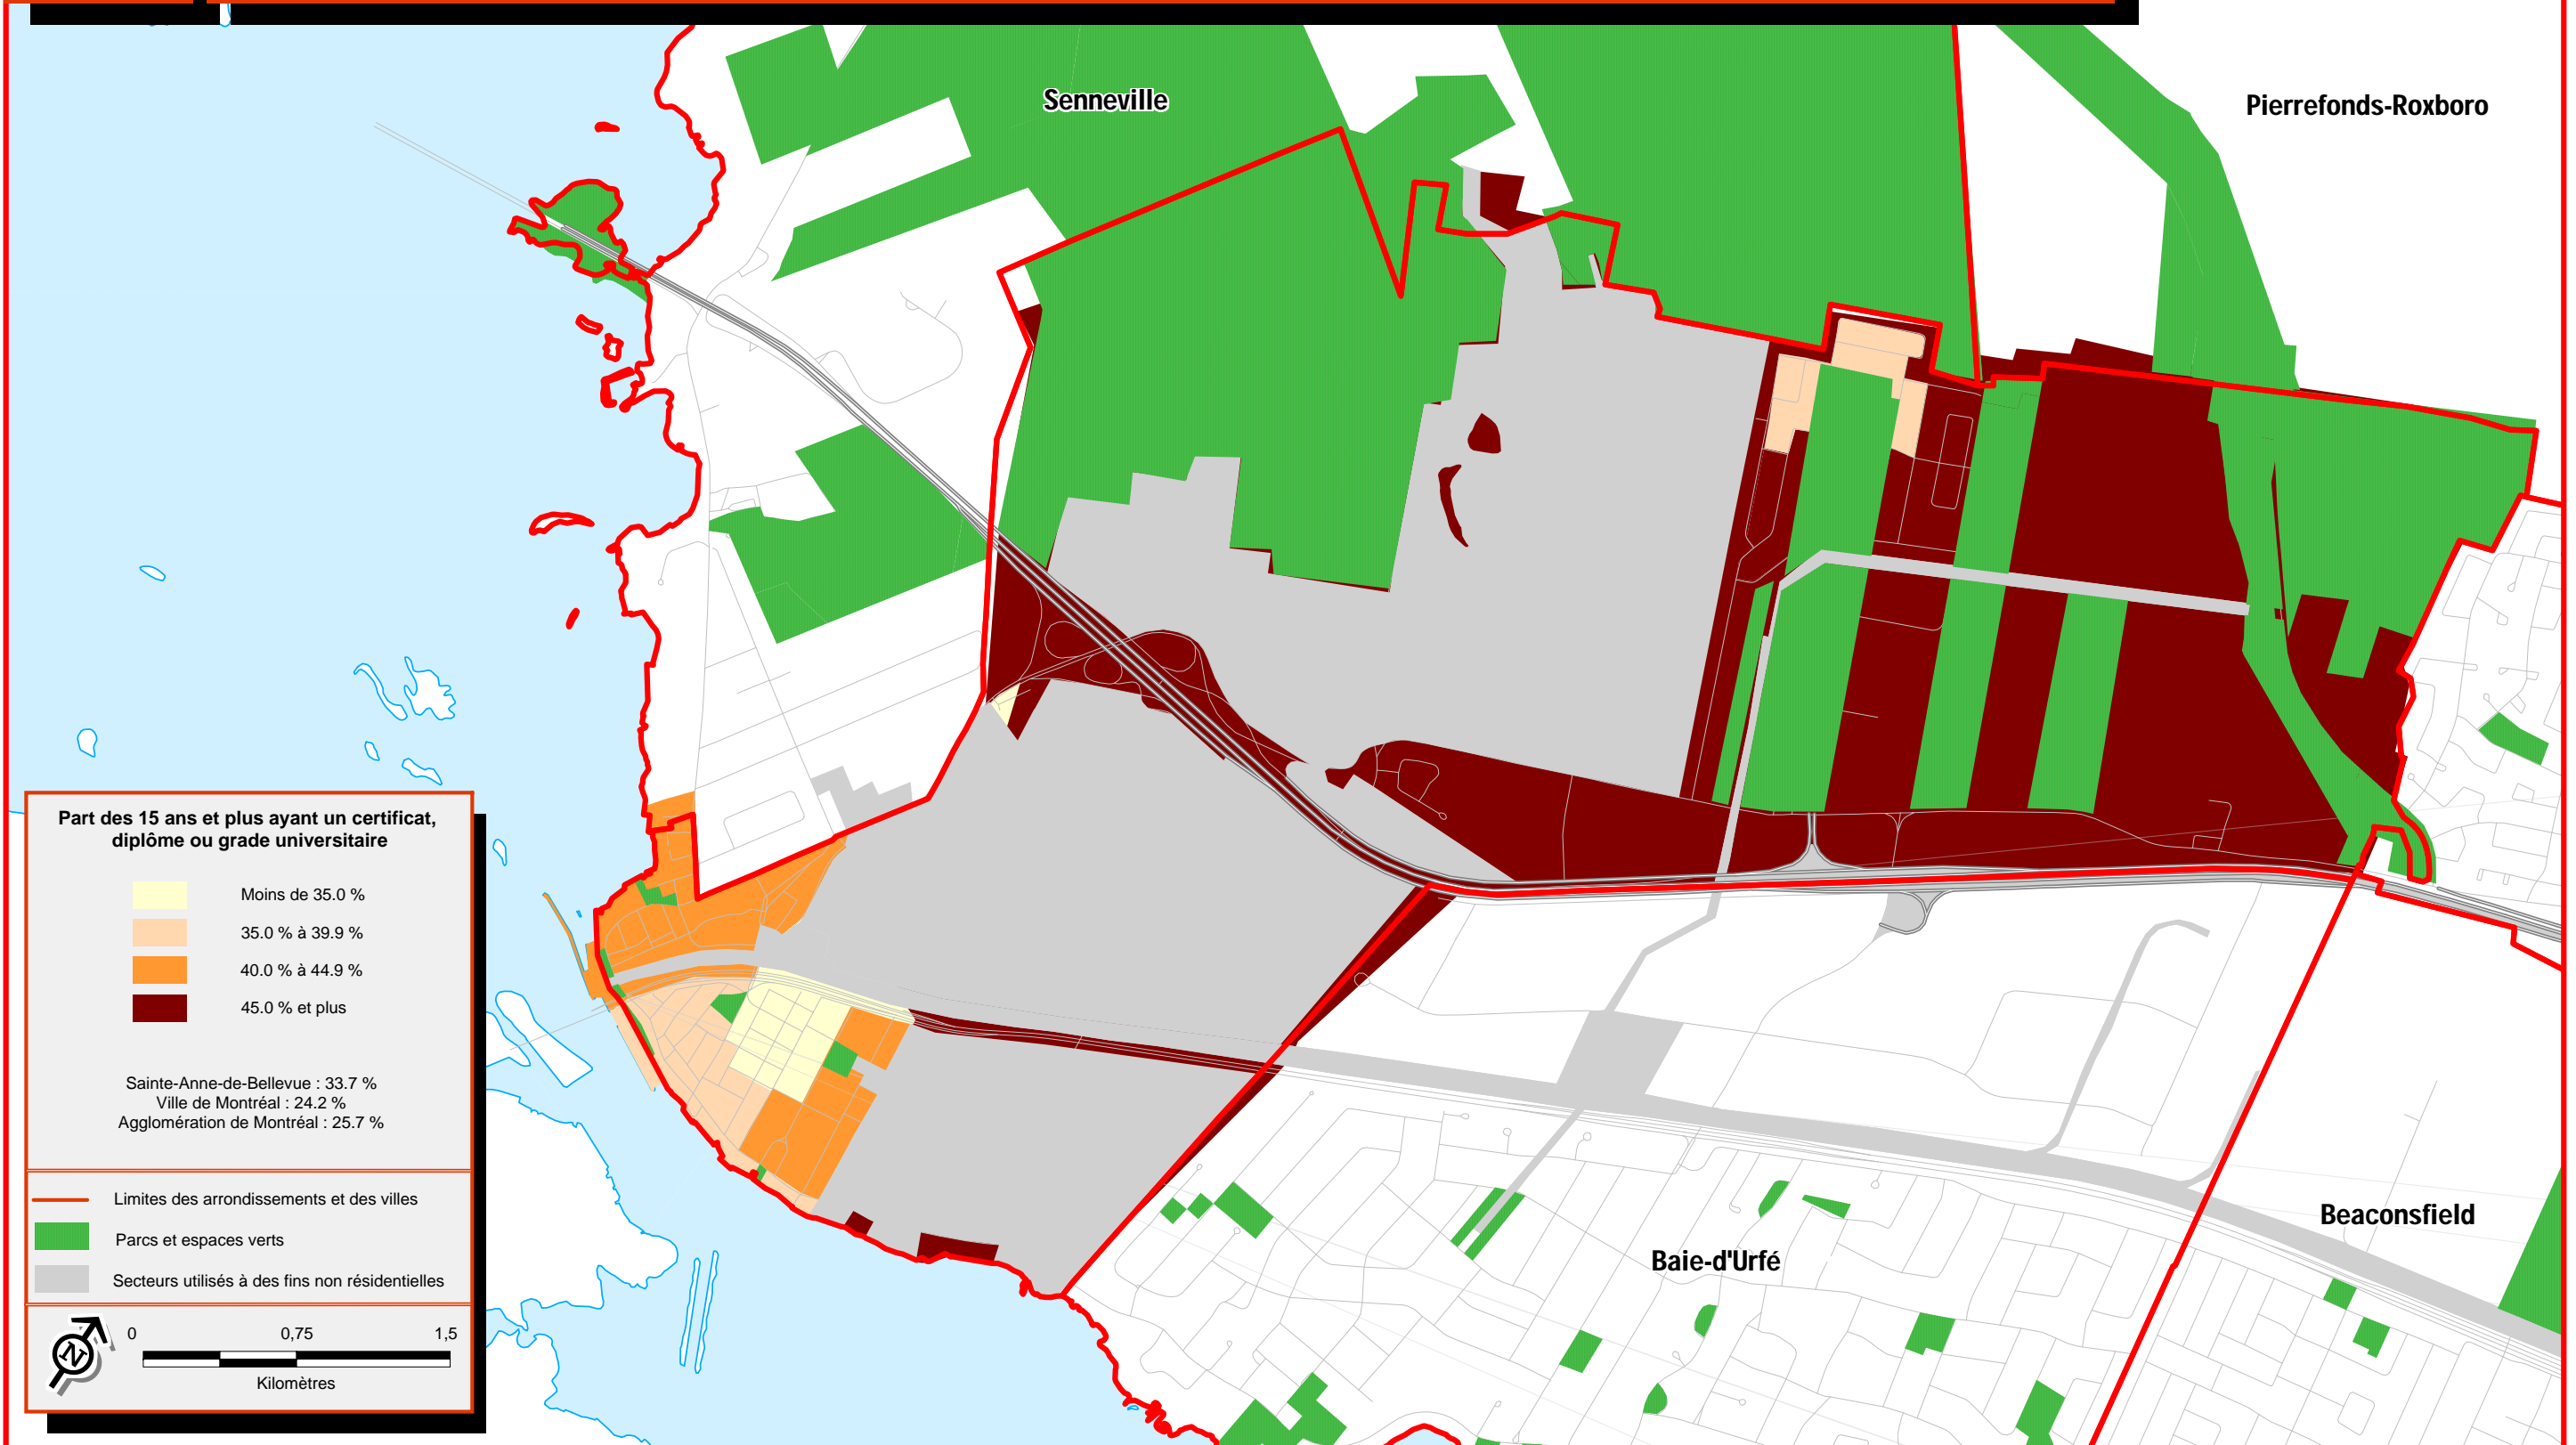 Senneville
Pierrefonds-Roxboro
Part des 15 ans et plus ayant un certificat,
diplôme ou grade universitaire
Moins de 35.0 %
35.0 % à 39.9 %
40.0 % à 44.9 %
45.0 % et plus
Sainte-Anne-de-Bellevue : 33.7 %
Ville de Montréal : 24.2 %
Agglomération de Montréal : 25.7 %
Limites des arrondissements et des villes
Parcs et espaces verts
Secteurs utilisés à des fins non résidentielles
N
0 0,75 1,5
Kilomètres
Beaconsfield
Baie-d'Urfé